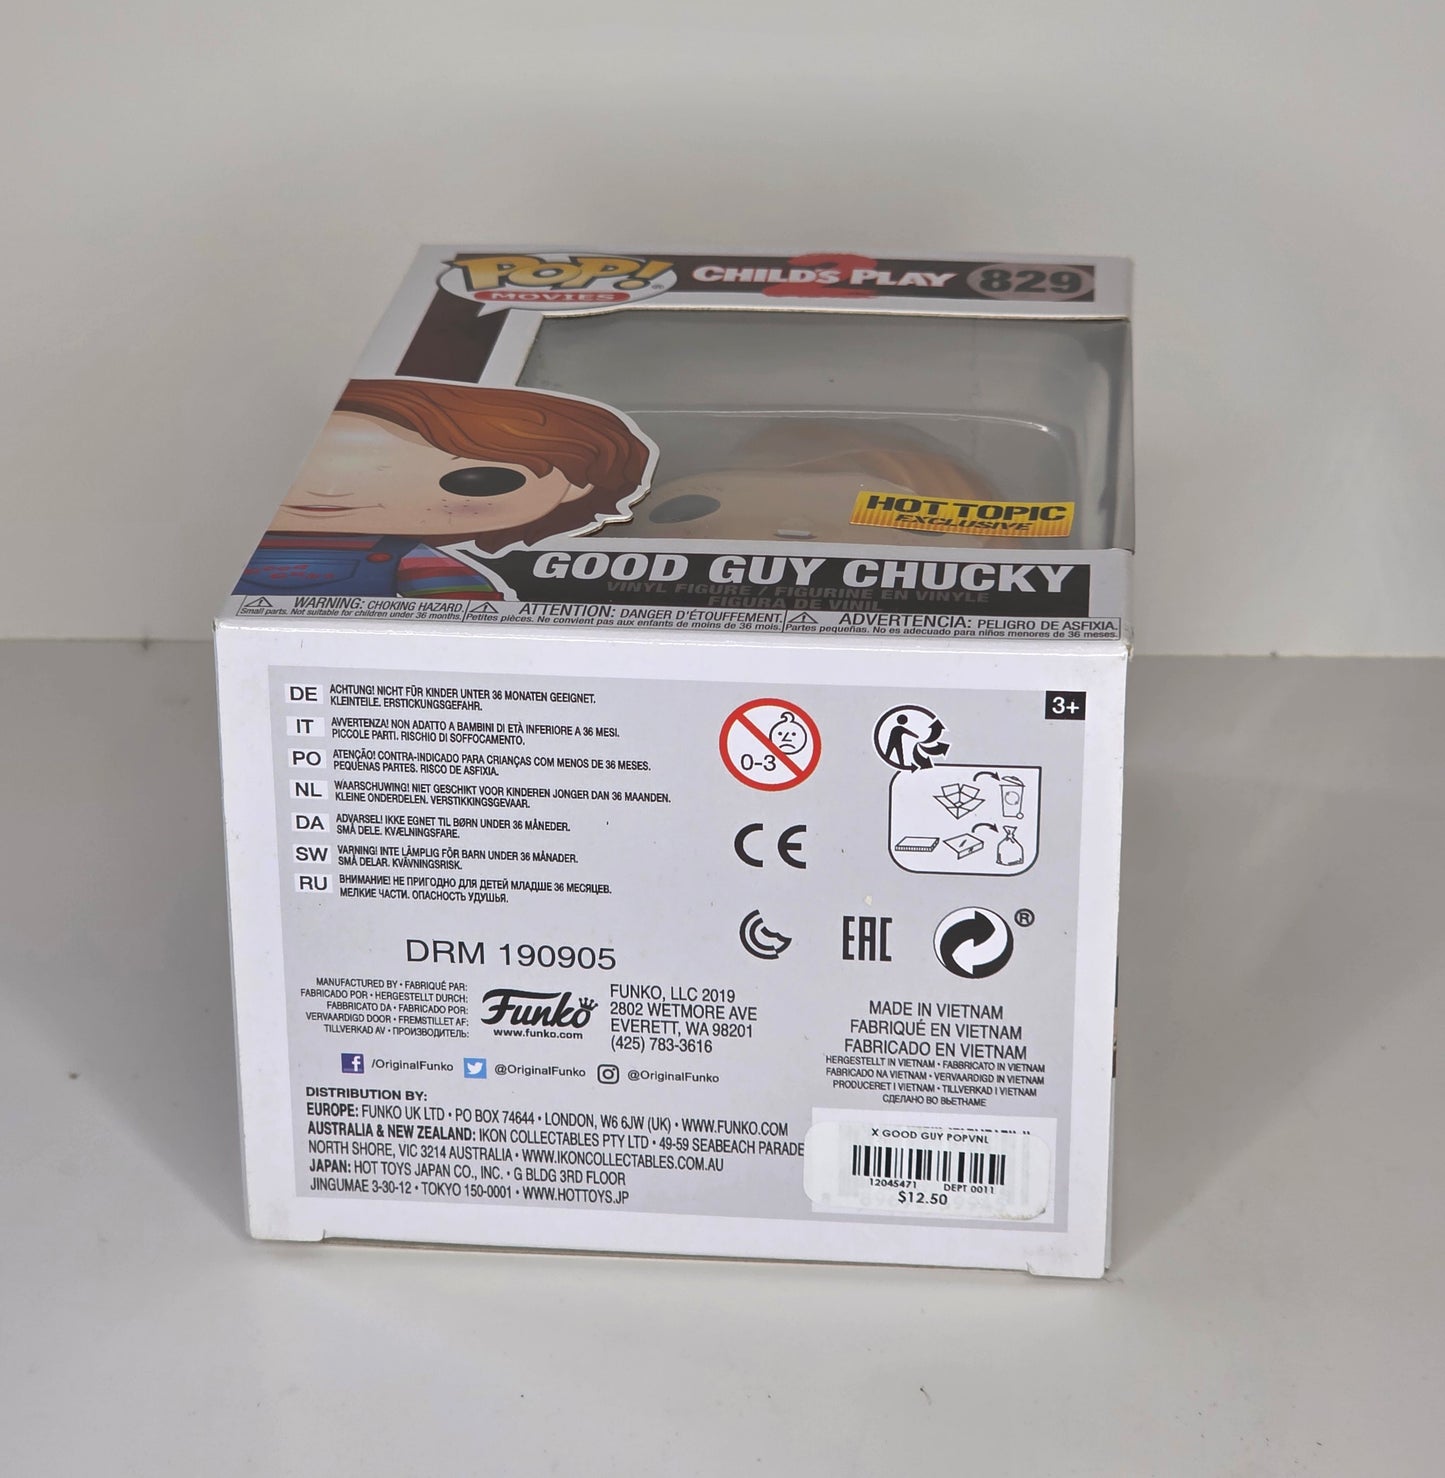 POP!
MOVIES
CHILD'S PLAY
2
829
HOT TOPIC
EXCLUSIVE
GOOD GUY CHUCKY
VINYL FIGURE / FIGURINE EN VINYLE
FIGURA DE VINIL
WARNING: CHOKING HAZARD.
Small parts. Not suitable for children under 36 months.
ATTENTION: DANGER D'ÉTOUFFEMENT.
Petites pièces. Ne convient pas aux enfants de moins de 36 mois.
ADVERTENCIA: PELIGRO DE ASFIXIA.
Partes pequeñas. No es adecuado para niños menores de 36 meses.
DE ACHTUNG! NICHT FÜR KINDER UNTER 36 MONATEN GEEIGNET.
KLEINTEILE. ERSTICKUNGSGEFAHR.
IT AVVERTENZA! NON ADATTO A BAMBINI DI ETÀ INFERIORE A 36 MESI.
PICCOLE PARTI. RISCHIO DI SOFFOCAMENTO.
PO ATENÇÃO! CONTRA-INDICADO PARA CRIANÇAS COM MENOS DE 36 MESES.
PEQUENAS PARTES. RISCO DE ASFIXIA.
NL WAARSCHUWING! NIET GESCHIKT VOOR KINDEREN JONGER DAN 36 MAANDEN.
KLEINE ONDERDELEN. VERSTIKKINGSGEVAAR.
DA ADVARSEL! IKKE EGNET TIL BØRN UNDER 36 MÅNEDER.
SMÅ DELE. KVÆLNINGSFARE.
SW VARNING! INTE LÄMPLIG FÖR BARN UNDER 36 MÅNADER.
SMÅ DELAR. KVÄVNINGSRISK.
RU ВНИМАНИЕ! НЕ ПРИГОДНО ДЛЯ ДЕТЕЙ МЛАДШЕ 36 МЕСЯЦЕВ.
МЕЛКИЕ ЧАСТИ. ОПАСНОСТЬ УДУШЬЯ.
0-3
3+
CE
EAC
®
DRM 190905
MANUFACTURED BY • FABRIQUÉ PAR:
FABRICADO POR • HERGESTELLT DURCH:
FABBRICATO DA • FABRICADO POR:
VERVAARDIGD DOOR • FREMSTILLET AF:
TILLVERKAD AV • ПРОИЗВОДИТЕЛЬ:
Funko
www.funko.com
FUNKO, LLC 2019
2802 WETMORE AVE
EVERETT, WA 98201
(425) 783-3616
f /OriginalFunko @OriginalFunko @OriginalFunko
MADE IN VIETNAM
FABRIQUÉ EN VIETNAM
FABRICADO EN VIETNAM
HERGESTELLT IN VIETNAM • FABBRICATO IN VIETNAM
FABRICADO NA VIETNAM • VERVAARDIGD IN VIETNAM
PRODUCERET I VIETNAM • TILLVERKAD I VIETNAM
СДЕЛАНО ВО ВЬЕТНАМЕ
DISTRIBUTION BY:
EUROPE: FUNKO UK LTD • PO BOX 74644 • LONDON, W6 6JW (UK) • WWW.FUNKO.COM
AUSTRALIA & NEW ZEALAND: IKON COLLECTABLES PTY LTD • 49-59 SEABEACH PARADE
NORTH SHORE, VIC 3214 AUSTRALIA • WWW.IKONCOLLECTABLES.COM.AU
JAPAN: HOT TOYS JAPAN CO., INC. • G BLDG 3RD FLOOR
JINGUMAE 3-30-12 • TOKYO 150-0001 • WWW.HOTTOYS.JP
X GOOD GUY POPVNL
12045471 DEPT 0011
$12.50